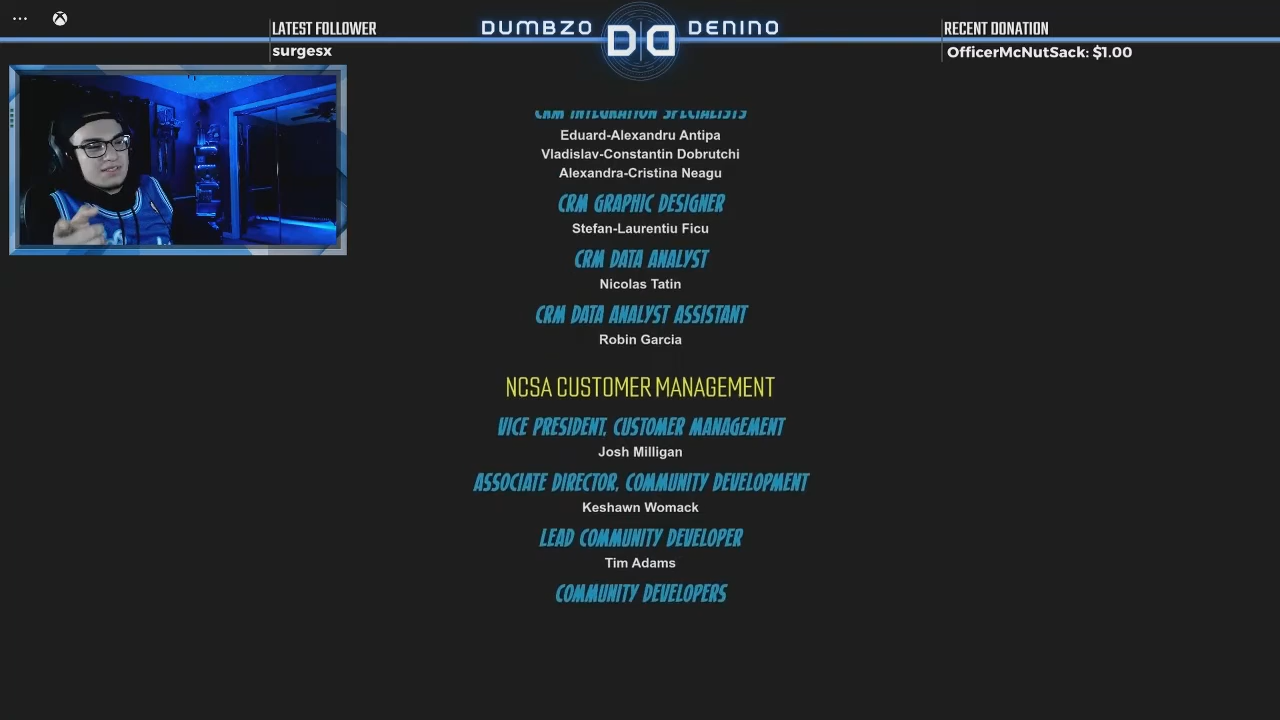 LATEST FOLLOWER
surgesx
DUMBZO DENINO
DD
RECENT DONATION
OfficerMcNutSack: $1.00
CRM INTEGRATION SPECIALISTS
Eduard-Alexandru Antipa
Vladislav-Constantin Dobrutchi
Alexandra-Cristina Neagu
CRM GRAPHIC DESIGNER
Stefan-Laurentiu Ficu
CRM DATA ANALYST
Nicolas Tatin
CRM DATA ANALYST ASSISTANT
Robin Garcia
NCSA CUSTOMER MANAGEMENT
VICE PRESIDENT, CUSTOMER MANAGEMENT
Josh Milligan
ASSOCIATE DIRECTOR, COMMUNITY DEVELOPMENT
Keshawn Womack
LEAD COMMUNITY DEVELOPER
Tim Adams
COMMUNITY DEVELOPERS